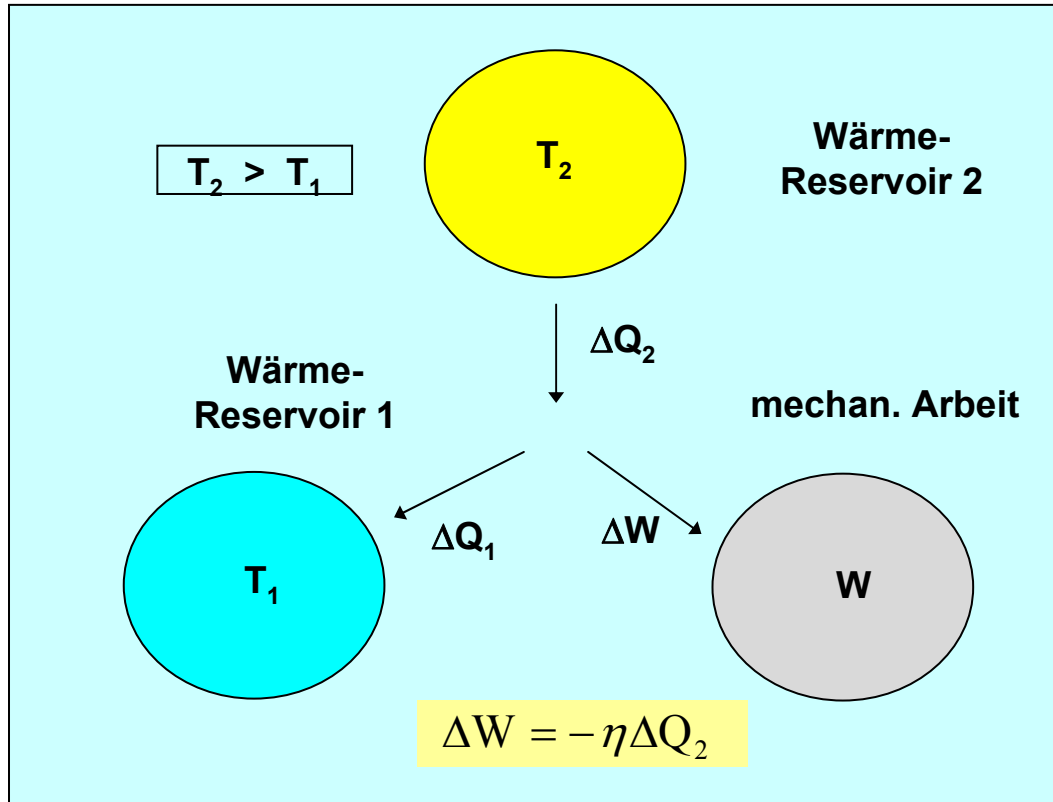 T₂ > T₁
T₂
Wärme-
Reservoir 2
ΔQ₂
Wärme-
Reservoir 1
mechan. Arbeit
ΔQ₁
ΔW
T₁
W
ΔW = − ηΔQ₂